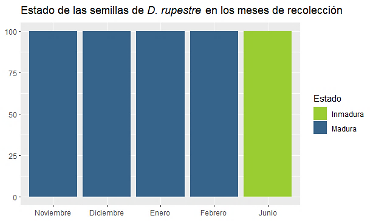 Estado de las semillas de D. rupestre en los meses de recolección
100
75
50
25
0
Noviembre Diciembre Enero Febrero Junio
Estado
Inmadura
Madura